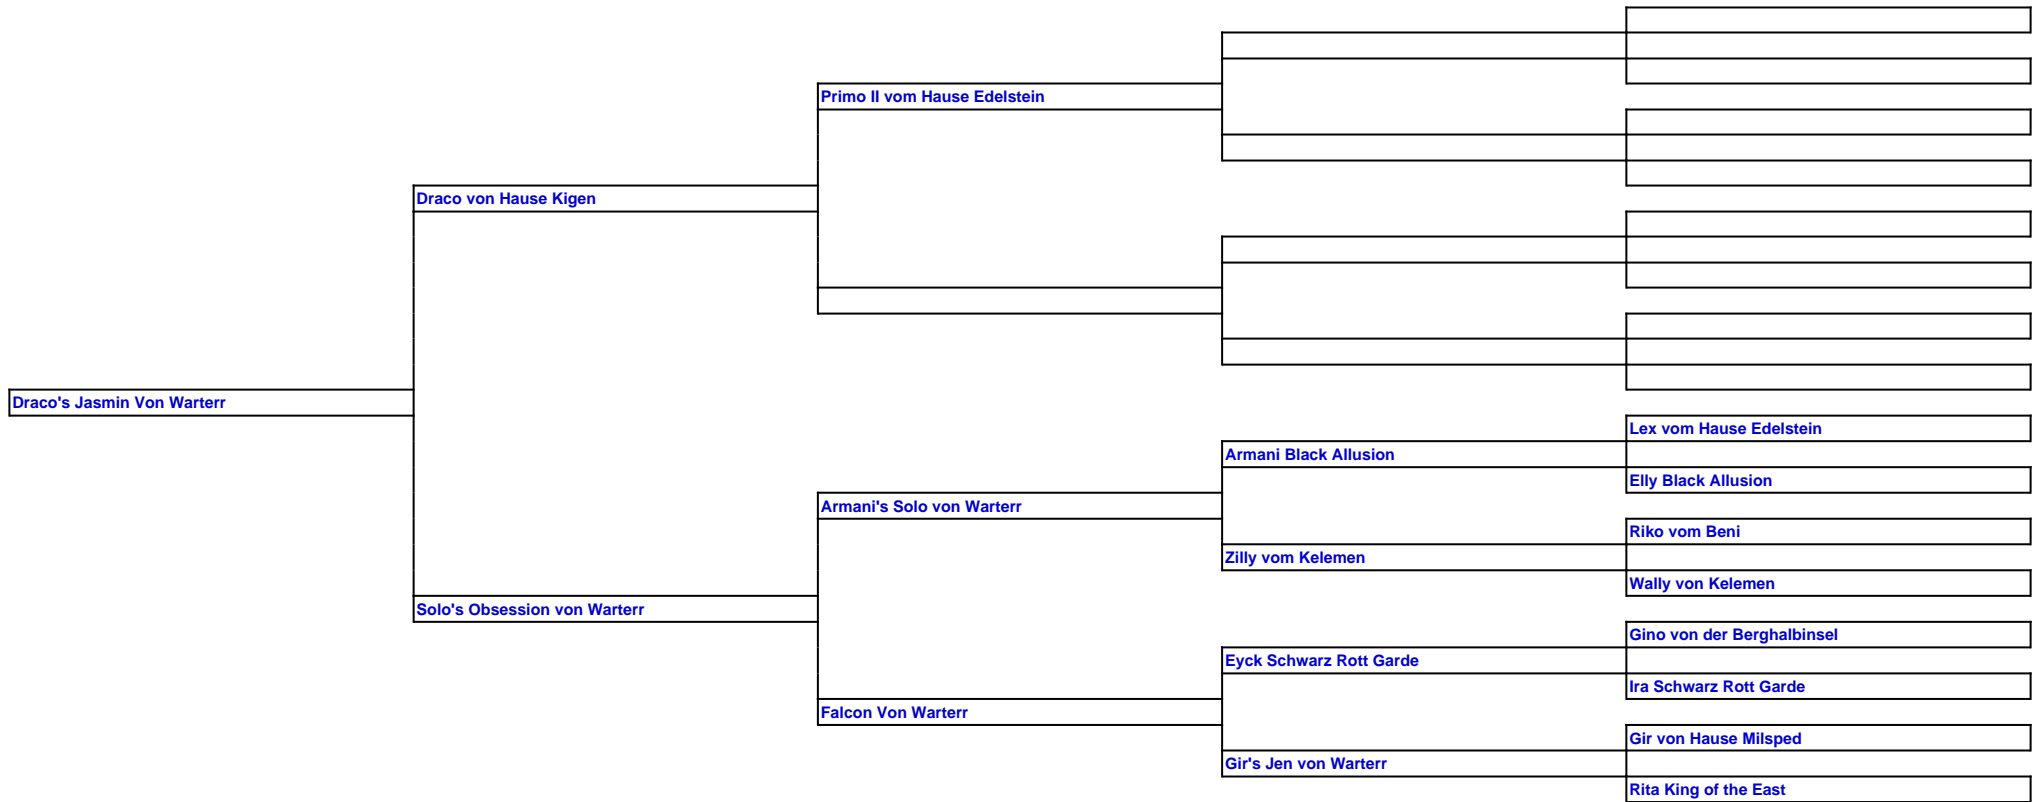 Primo II vom Hause Edelstein
Draco von Hause Kigen
Draco's Jasmin Von Warterr
Lex vom Hause Edelstein
Armani Black Allusion
Elly Black Allusion
Armani's Solo von Warterr
Riko vom Beni
Zilly vom Kelemen
Wally von Kelemen
Solo's Obsession von Warterr
Gino von der Berghalbinsel
Eyck Schwarz Rott Garde
Ira Schwarz Rott Garde
Falcon Von Warterr
Gir von Hause Milsped
Gir's Jen von Warterr
Rita King of the East